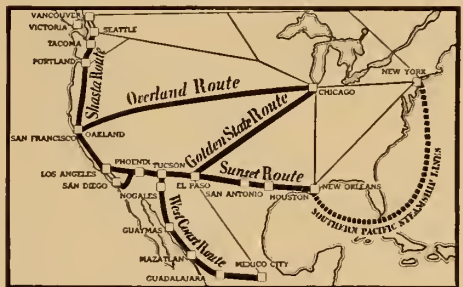 VANCOUVER
VICTORIA
SEATTLE
TACOMA
PORTLAND
Shasta Route
Overland Route
NEW YORK
CHICAGO
SAN FRANCISCO
OAKLAND
Golden State Route
LOS ANGELES
PHOENIX
TUCSON
Sunset Route
SAN DIEGO
NOGALES
EL PASO
SAN ANTONIO
HOUSTON
NEW ORLEANS
SOUTHERN PACIFIC STEAMSHIP LINES
West Coast Route
GUAYMAS
MAZATLAN
MEXICO CITY
GUADALAJARA